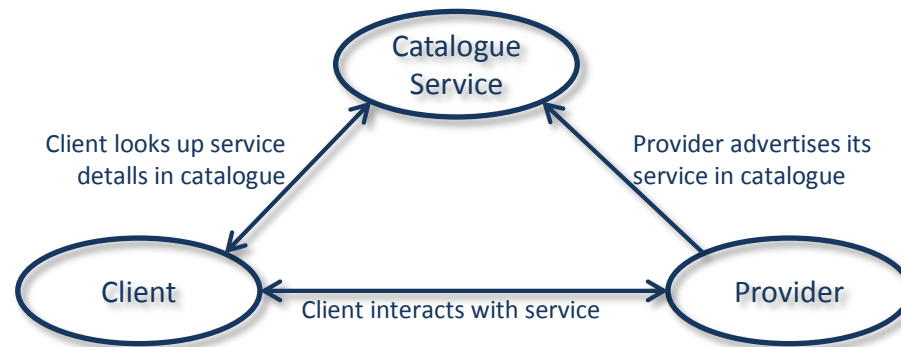 Catalogue
Service
Client looks up service
detalls in catalogue
Provider advertises its
service in catalogue
Client
Client interacts with service
Provider